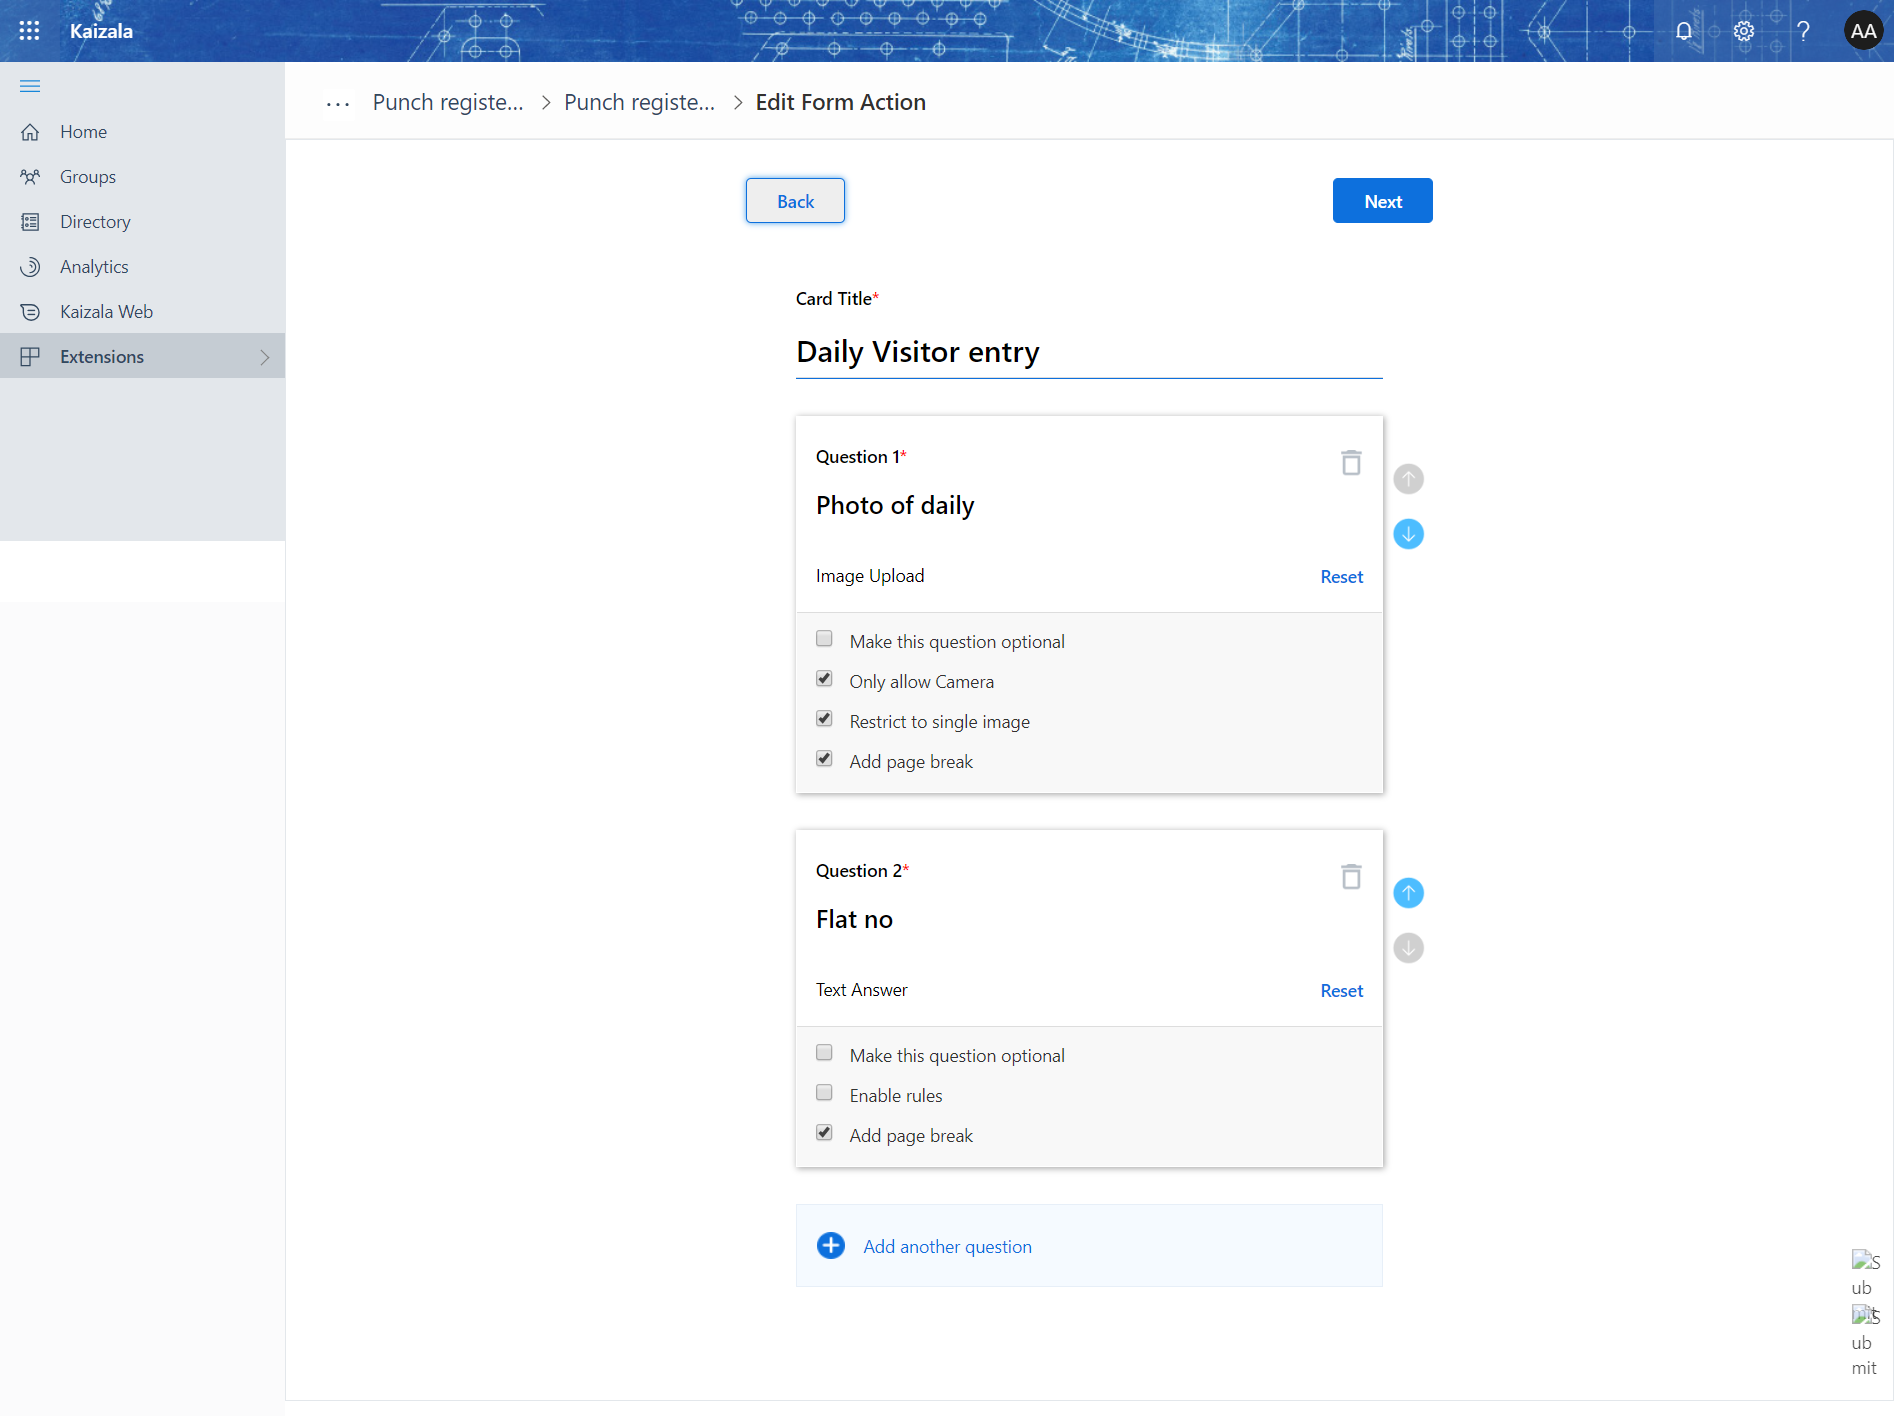 Kaizala
?
AA
Home
Groups
Directory
Analytics
Kaizala Web
Extensions
... Punch registe... > Punch registe... > Edit Form Action
Back
Next
Card Title*
Daily Visitor entry
Question 1*
Photo of daily
Image Upload
Reset
Make this question optional
Only allow Camera
Restrict to single image
Add page break
Question 2*
Flat no
Text Answer
Reset
Make this question optional
Enable rules
Add page break
Add another question
S
ub
mit
S
ub
mit